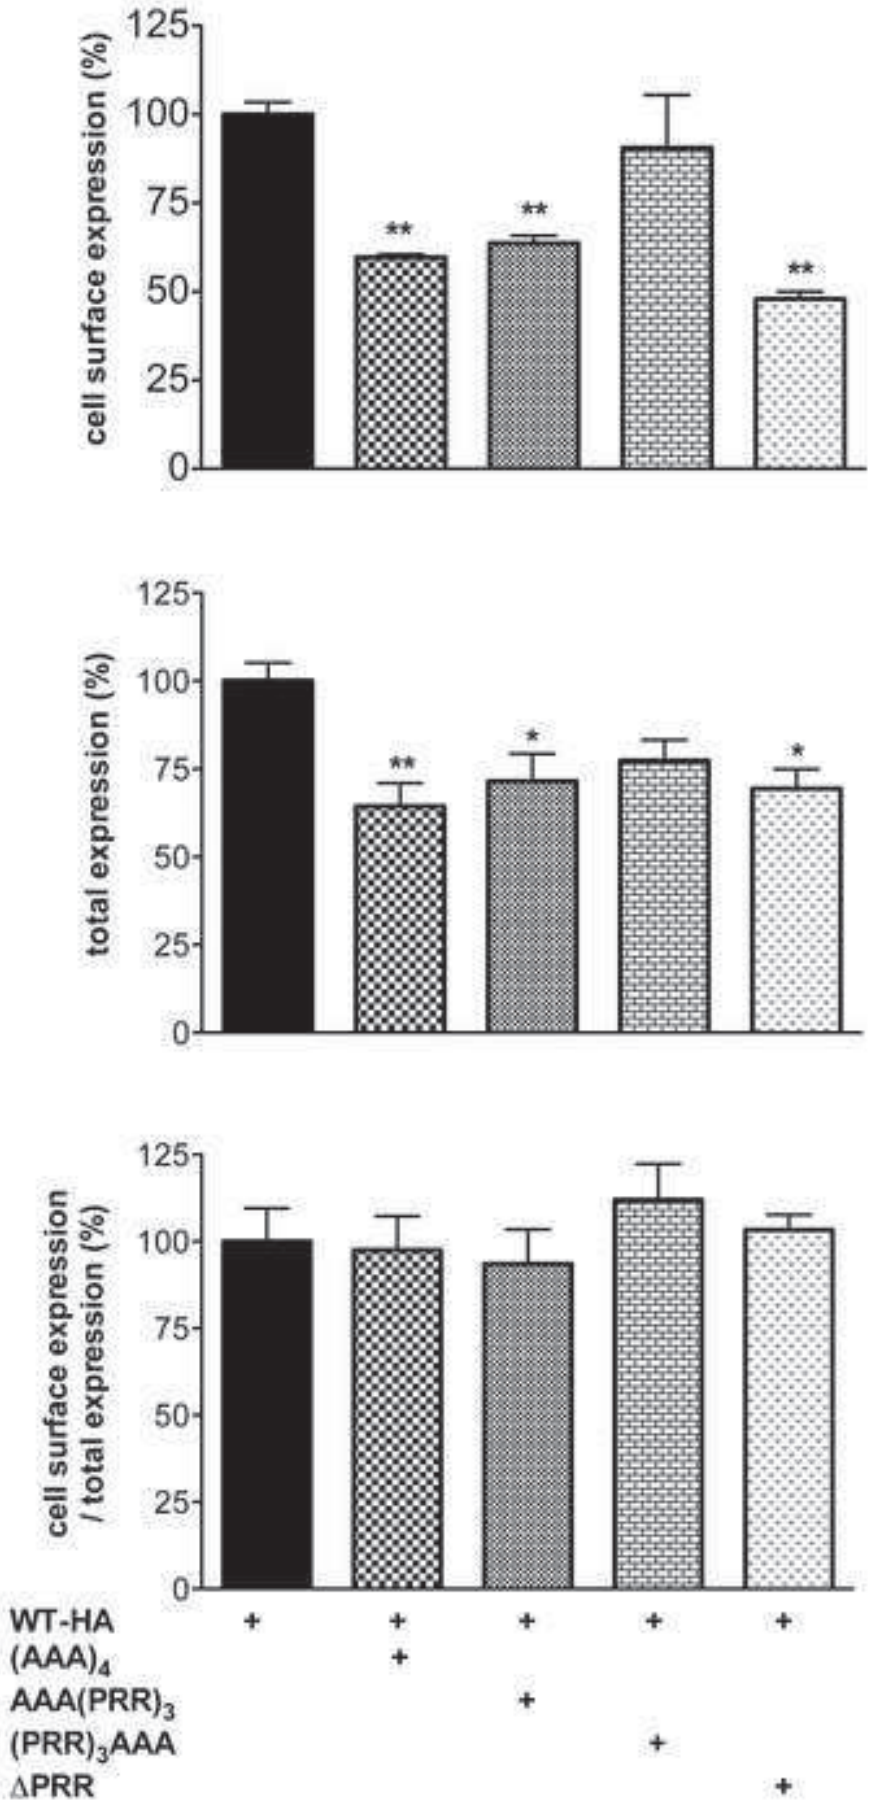 cell surface expression (%)
125
100
75
50
25
0
**
**
**
total expression (%)
125
100
75
50
25
0
**
*
*
cell surface expression
/ total expression (%)
125
100
75
50
25
0
WT-HA + + + + +
(AAA)4 +
AAA(PRR)3 +
(PRR)3AAA +
ΔPRR +